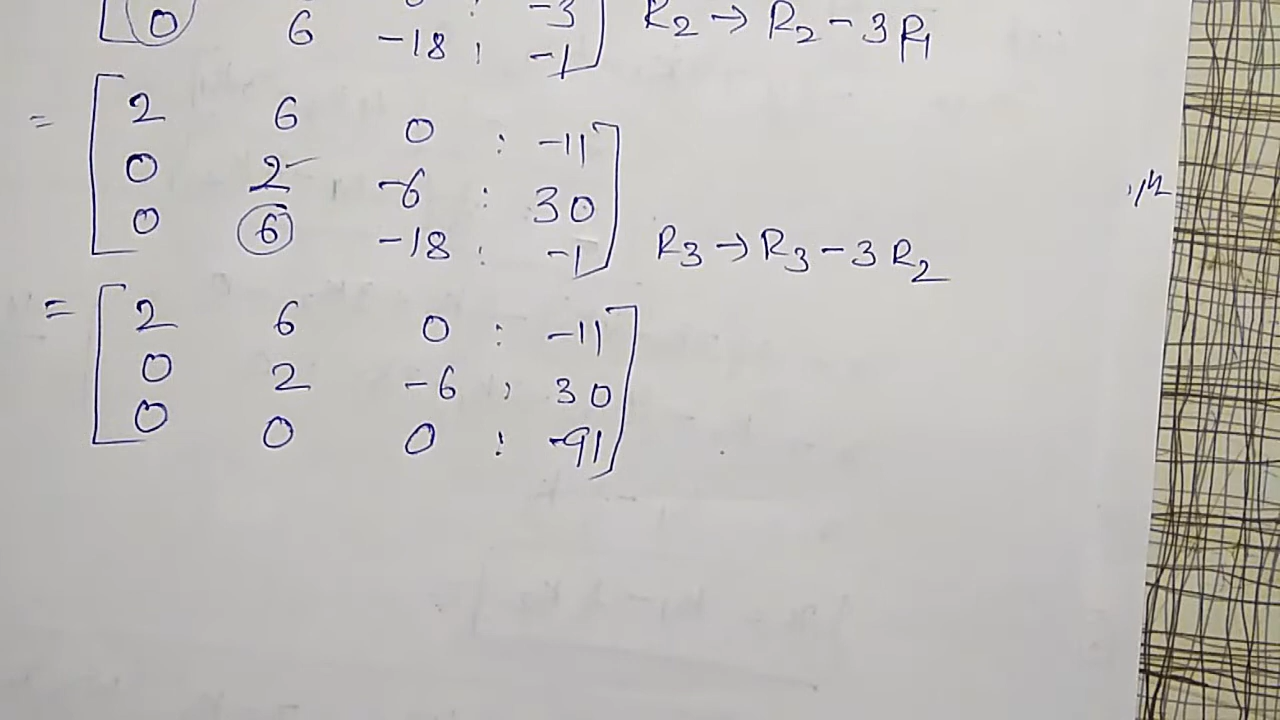 : -3 R2 → R2 - 3R1
0 6 -18 : -1
= 2 6 0 : -11
0 2 -6 : 30
0 6 -18 : -1 R3 → R3 - 3R2
= 2 6 0 : -11
0 2 -6 : 30
0 0 0 : -91